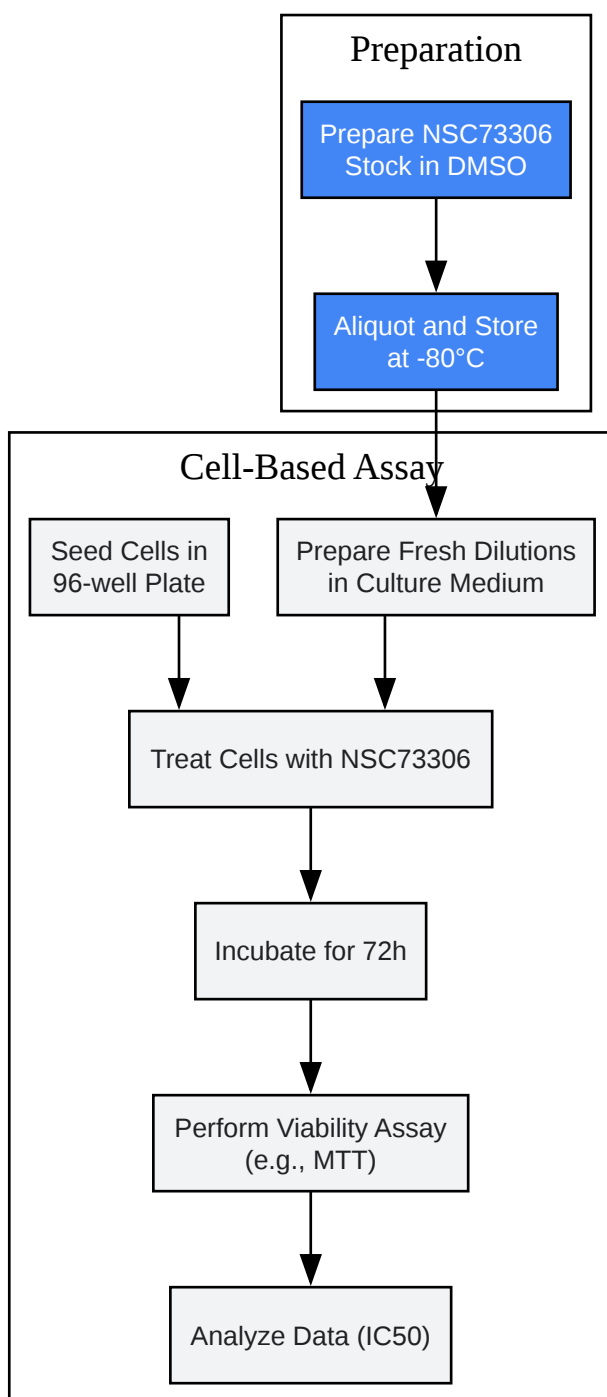 Preparation
Prepare NSC73306
Stock in DMSO
Aliquot and Store
at -80°C
Cell-Based Assay
Seed Cells in
96-well Plate
Prepare Fresh Dilutions
in Culture Medium
Treat Cells with NSC73306
Incubate for 72h
Perform Viability Assay
(e.g., MTT)
Analyze Data (IC50)